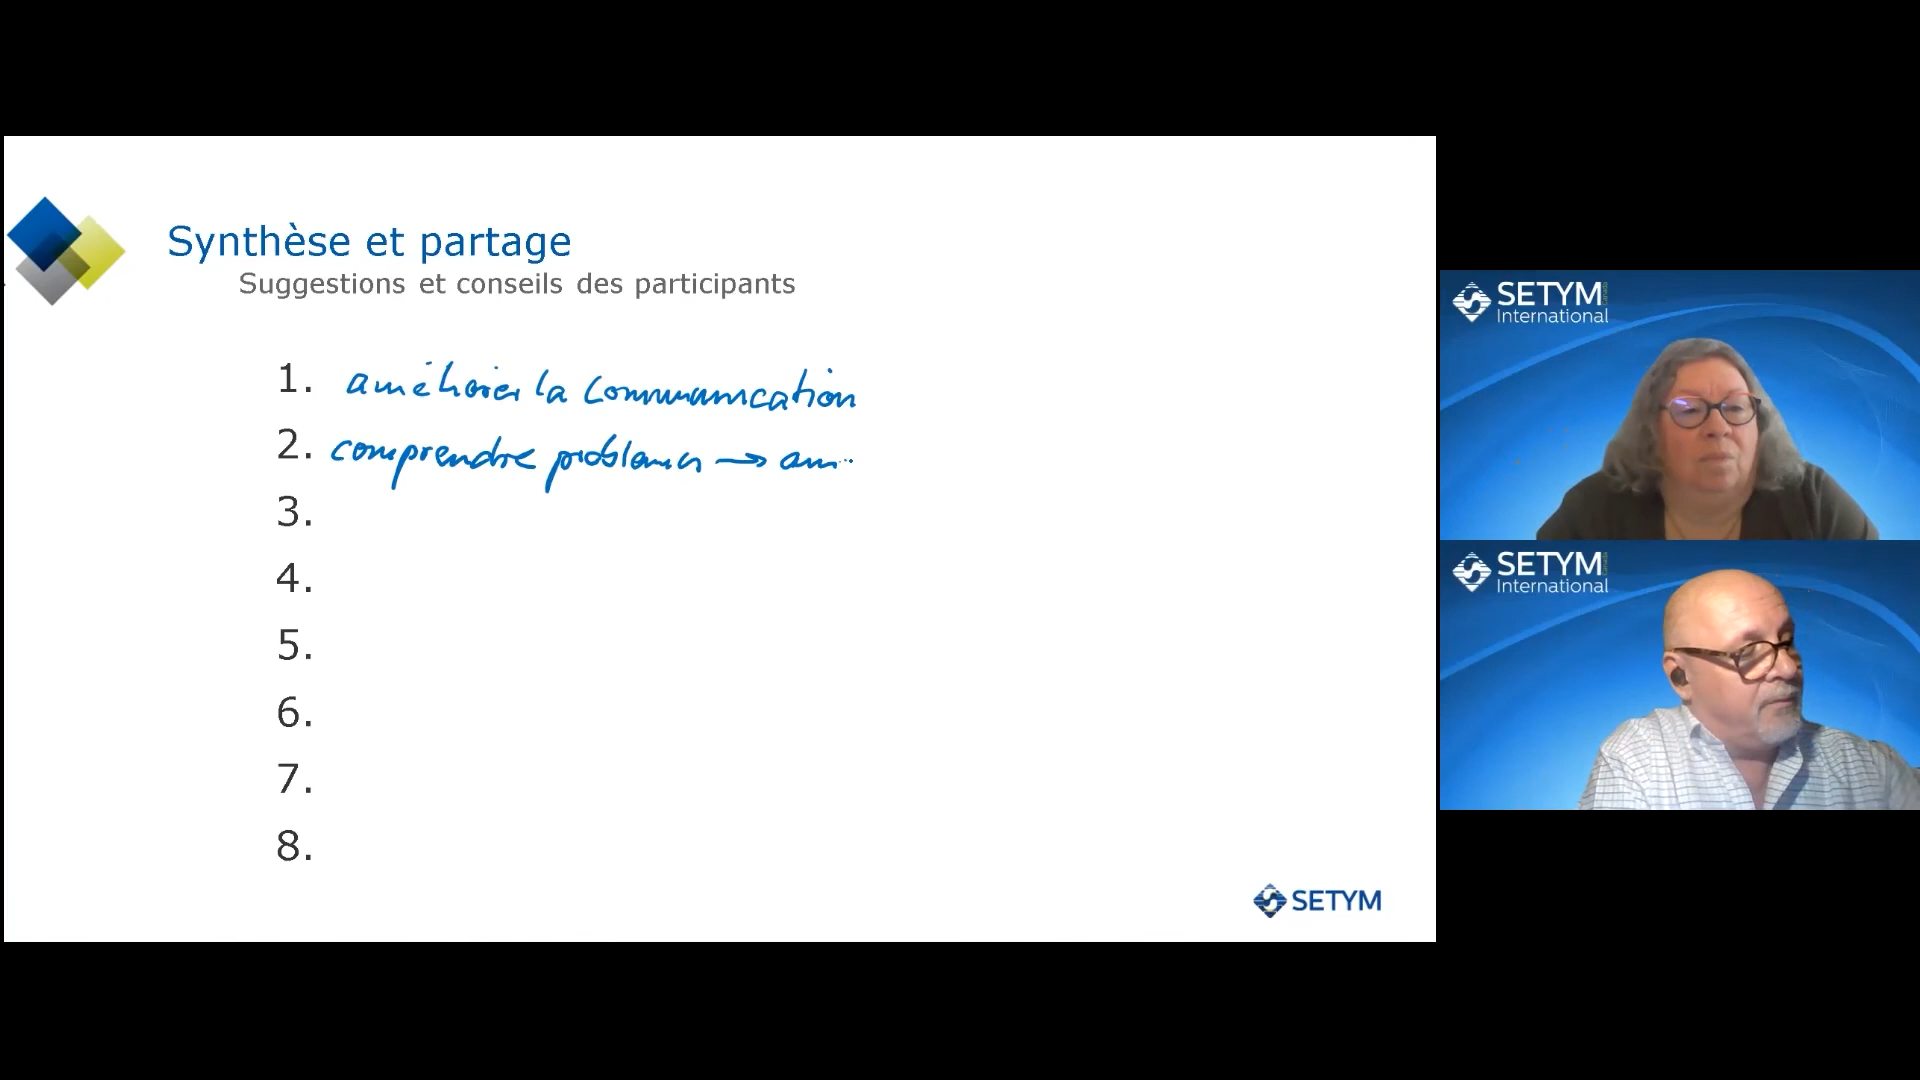 Synthèse et partage
Suggestions et conseils des participants
1. améliorer la communication
2. comprendre problèmes → am...
3.
4.
5.
6.
7.
8.
SETYM
SETYM
International
SETYM
International